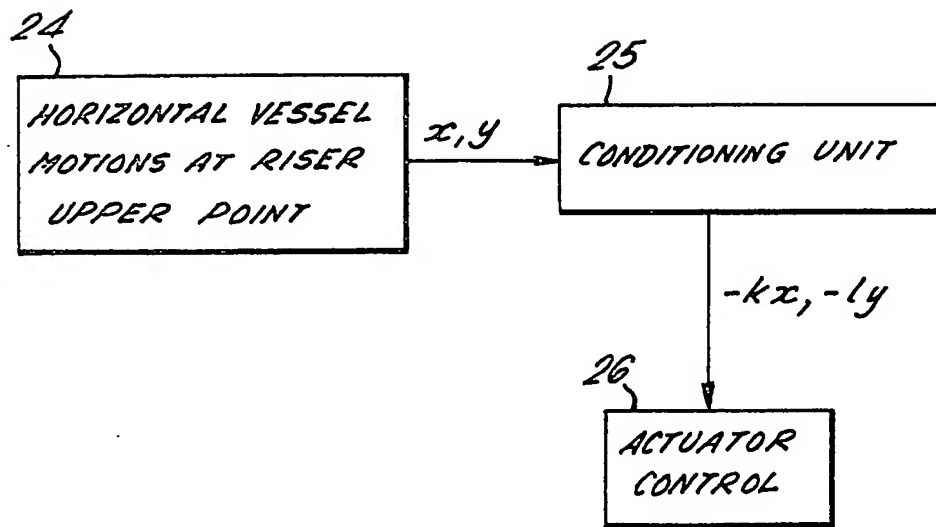 24
HORIZONTAL VESSEL
MOTIONS AT RISER
UPPER POINT
x, y
25
CONDITIONING UNIT
-kx, -ly
26
ACTUATOR
CONTROL